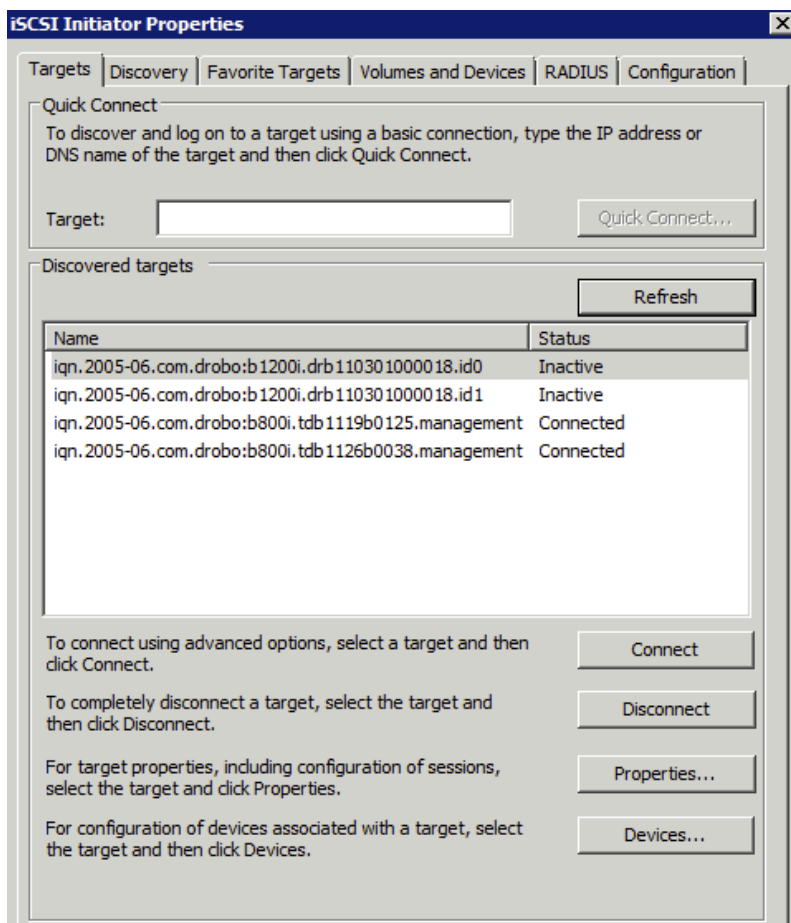 iSCSI Initiator Properties
Targets Discovery Favorite Targets Volumes and Devices RADIUS Configuration
Quick Connect
To discover and log on to a target using a basic connection, type the IP address or
DNS name of the target and then click Quick Connect.
Target: Quick Connect...
Discovered targets
Refresh
Name Status
iqn.2005-06.com.drobo:b1200i.drb110301000018.id0 Inactive
iqn.2005-06.com.drobo:b1200i.drb110301000018.id1 Inactive
iqn.2005-06.com.drobo:b800i.tdb1119b0125.management Connected
iqn.2005-06.com.drobo:b800i.tdb1126b0038.management Connected
To connect using advanced options, select a target and then
click Connect.
Connect
To completely disconnect a target, select the target and
then click Disconnect.
Disconnect
For target properties, including configuration of sessions,
select the target and click Properties.
Properties...
For configuration of devices associated with a target, select
the target and then click Devices.
Devices...